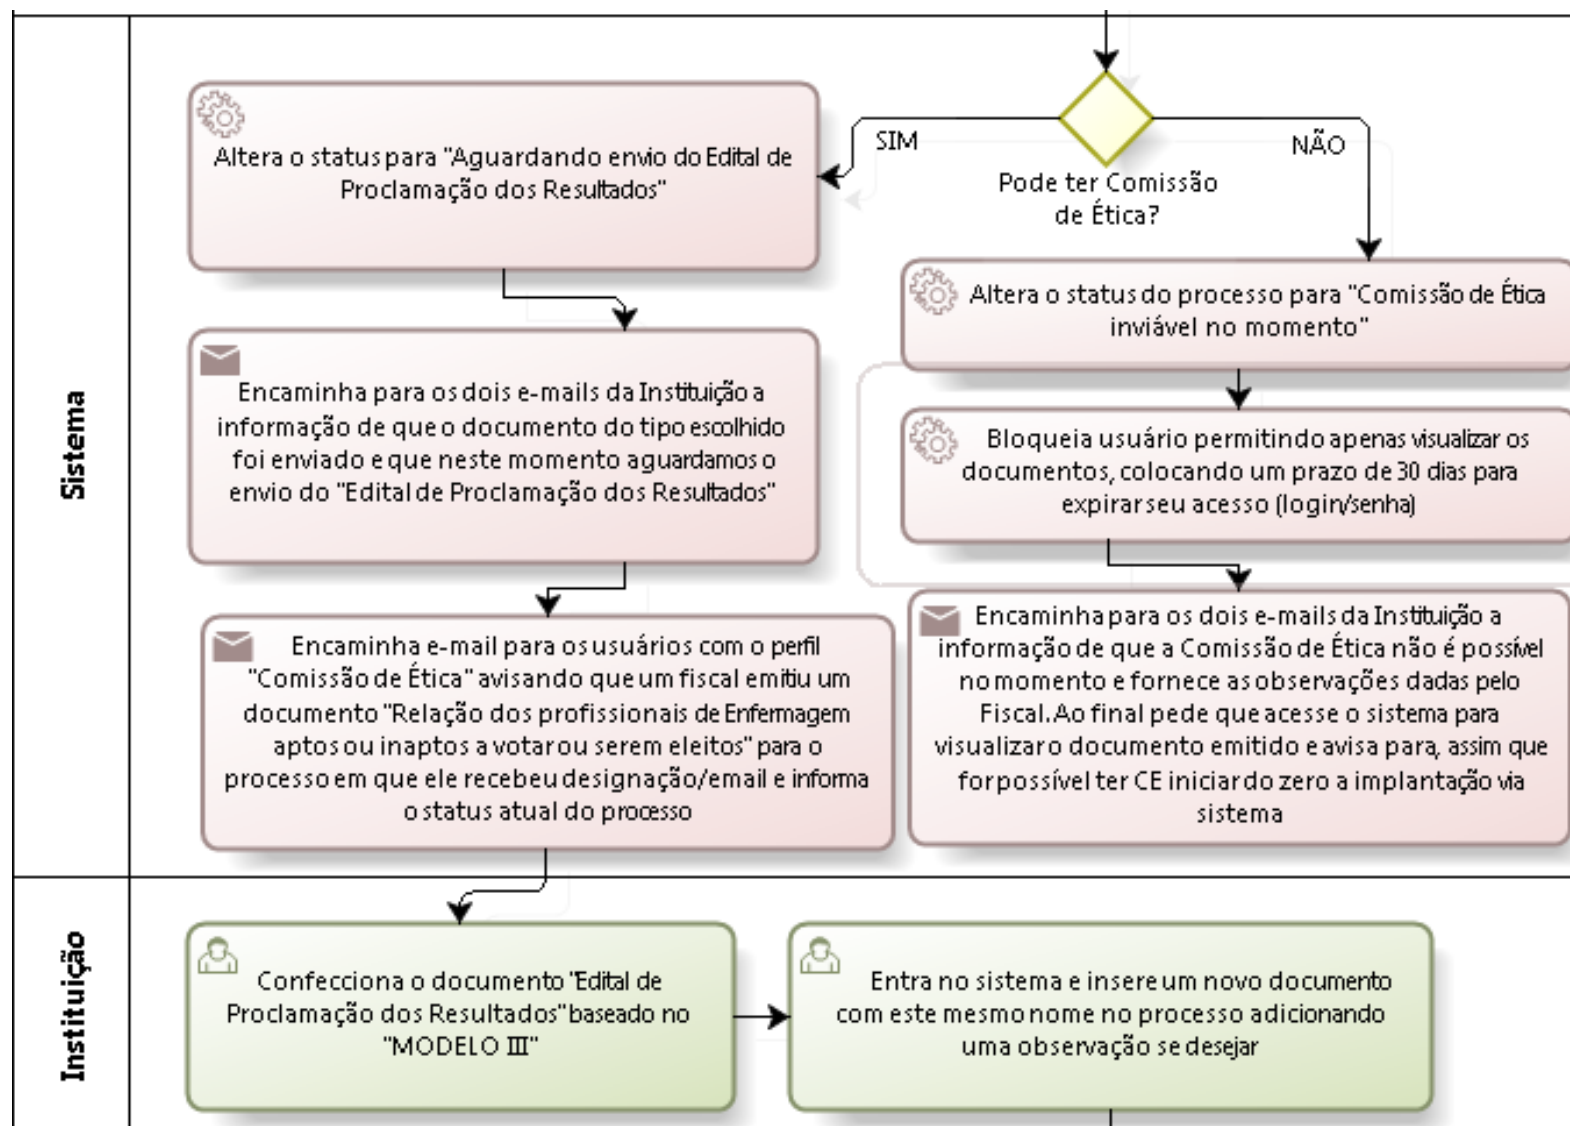 Sistema
SIM
NÃO
Pode ter Comissão
de Ética?
Altera o status para "Aguardando envio do Edital de
Proclamação dos Resultados"
Encaminha para os dois e-mails da Instituição a
informação de que o documento do tipo escolhido
foi enviado e que neste momento aguardamos o
envio do "Edital de Proclamação dos Resultados"
Encaminha e-mail para os usuários com o perfil
"Comissão de Ética" avisando que um fiscal emitiu um
documento "Relação dos profissionais de Enfermagem
aptos ou inaptos a votar ou serem eleitos" para o
processo em que ele recebeu designação/email e informa
o status atual do processo
Altera o status do processo para "Comissão de Ética
inviável no momento"
Bloqueia usuário permitindo apenas visualizar os
documentos, colocando um prazo de 30 dias para
expirar seu acesso (login/senha)
Encaminha para os dois e-mails da Instituição a
informação de que a Comissão de Ética não é possível
no momento e fornece as observações dadas pelo
Fiscal. Ao final pede que acesse o sistema para
visualizar o documento emitido e avisa para, assim que
for possível ter CE iniciar do zero a implantação via
sistema
Instituição
Confecciona o documento "Edital de
Proclamação dos Resultados" baseado no
"MODELO III"
Entra no sistema e insere um novo documento
com este mesmo nome no processo adicionando
uma observação se desejar